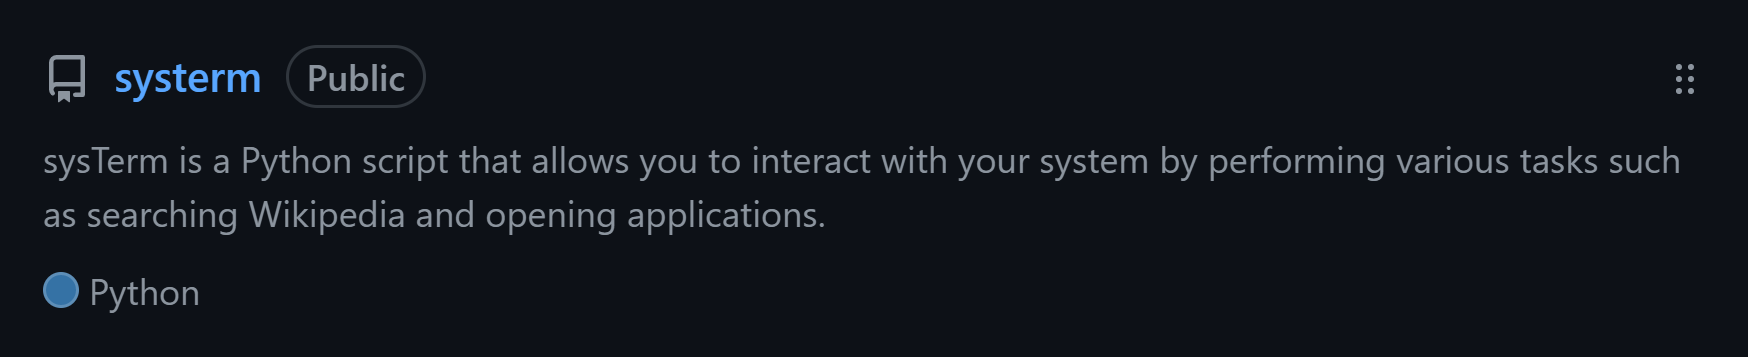 systerm Public
sysTerm is a Python script that allows you to interact with your system by performing various tasks such
as searching Wikipedia and opening applications.
Python